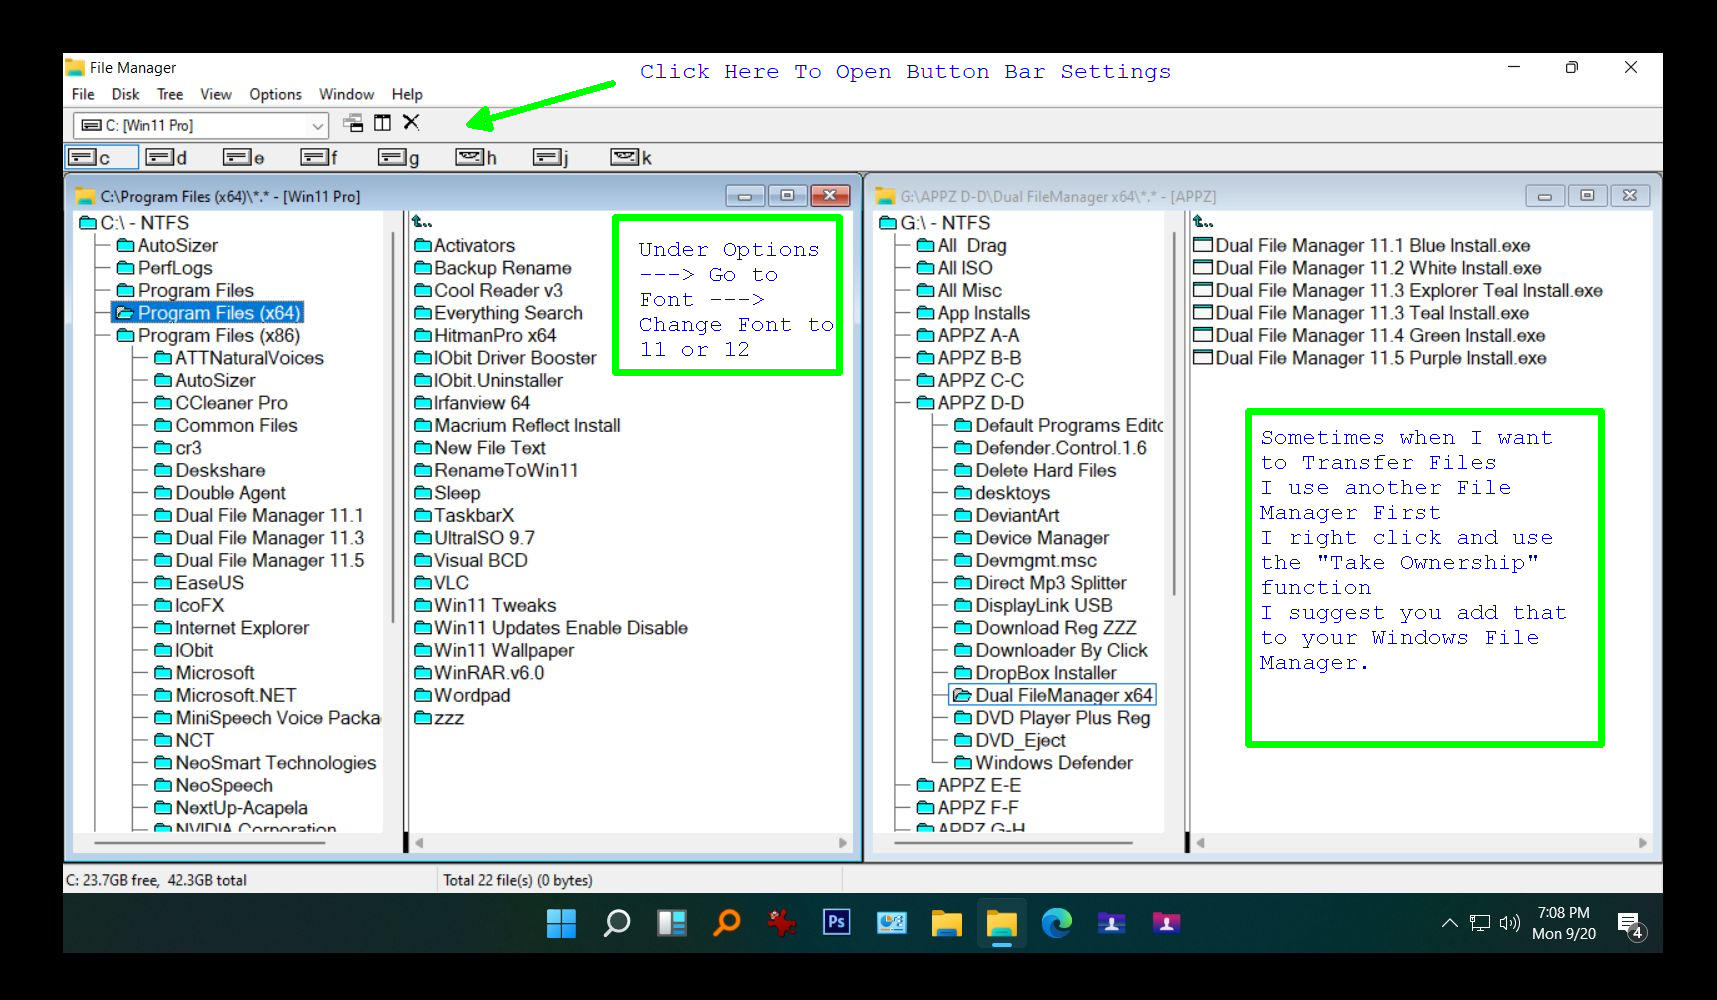 File Manager
Click Here To Open Button Bar Settings
File Disk Tree View Options Window Help
C: [Win11 Pro]
c d e f g h j k
C:\Program Files (x64)\*.* - [Win11 Pro]
C:\ - NTFS
AutoSizer
PerfLogs
Program Files
Program Files (x64)
Program Files (x86)
ATTNaturalVoices
AutoSizer
CCleaner Pro
Common Files
cr3
Deskshare
Double Agent
Dual File Manager 11.1
Dual File Manager 11.3
Dual File Manager 11.5
EaseUS
IcoFX
Internet Explorer
IObit
Microsoft
Microsoft.NET
MiniSpeech Voice Packa
NCT
NeoSmart Technologies
NeoSpeech
NextUp-Acapela
NVIDIA Corporation
Activators
Backup Rename
Cool Reader v3
Everything Search
HitmanPro x64
IObit Driver Booster
IObit.Uninstaller
Irfanview 64
Macrium Reflect Install
New File Text
RenameToWin11
Sleep
TaskbarX
UltraISO 9.7
Visual BCD
VLC
Win11 Tweaks
Win11 Updates Enable Disable
Win11 Wallpaper
WinRAR.v6.0
Wordpad
zzz
Under Options
---> Go to
Font --->
Change Font to
11 or 12
G:\APPZ D-D\Dual FileManager x64\*.* - [APPZ]
G:\ - NTFS
All Drag
All ISO
All Misc
App Installs
APPZ A-A
APPZ B-B
APPZ C-C
APPZ D-D
Default Programs Edito
Defender.Control.1.6
Delete Hard Files
desktoys
DeviantArt
Device Manager
Devmgmt.msc
Direct Mp3 Splitter
DisplayLink USB
Download Reg ZZZ
Downloader By Click
DropBox Installer
Dual FileManager x64
DVD Player Plus Reg
DVD_Eject
Windows Defender
APPZ E-E
APPZ F-F
APPZ G-H
Dual File Manager 11.1 Blue Install.exe
Dual File Manager 11.2 White Install.exe
Dual File Manager 11.3 Explorer Teal Install.exe
Dual File Manager 11.3 Teal Install.exe
Dual File Manager 11.4 Green Install.exe
Dual File Manager 11.5 Purple Install.exe
Sometimes when I want
to Transfer Files
I use another File
Manager First
I right click and use
the "Take Ownership"
function
I suggest you add that
to your Windows File
Manager.
C: 23.7GB free, 42.3GB total
Total 22 file(s) (0 bytes)
Ps
7:08 PM
Mon 9/20
4